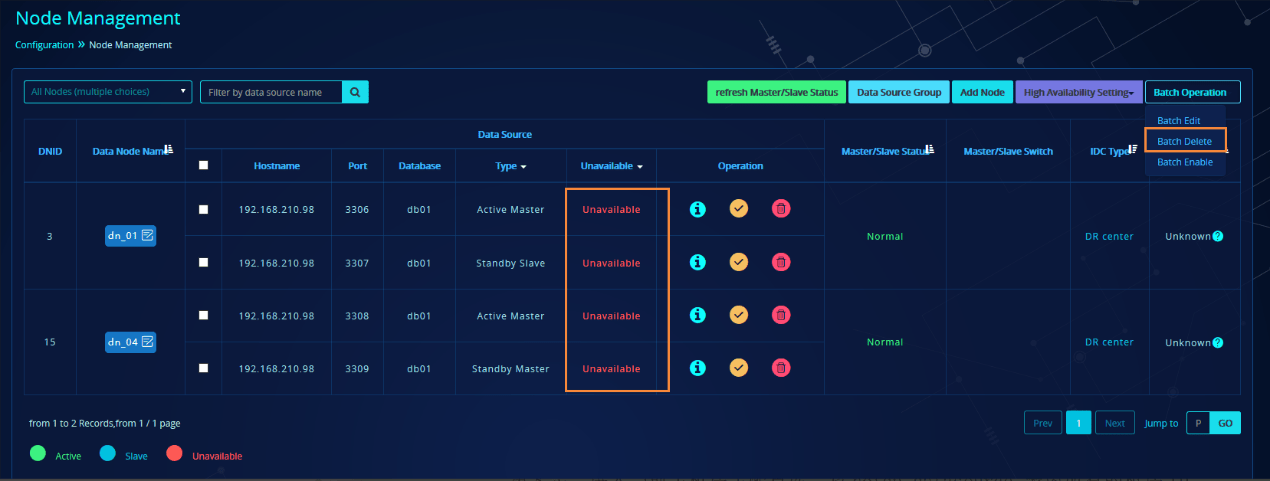 Node Management
Configuration » Node Management
All Nodes (multiple choices)
Filter by data source name
refresh Master/Slave Status
Data Source Group
Add Node
High Availability Setting
Batch Operation
Batch Edit
Batch Delete
Batch Enable
DNID
Data Node Name
Data Source
Master/Slave Status
Master/Slave Switch
IDC Type
Hostname Port Database Type Unavailable Operation
3 dn_01 192.168.210.98 3306 db01 Active Master Unavailable Normal DR center Unknown ?
192.168.210.98 3307 db01 Standby Slave Unavailable
15 dn_04 192.168.210.98 3308 db01 Active Master Unavailable Normal DR center Unknown ?
192.168.210.98 3309 db01 Standby Master Unavailable
from 1 to 2 Records,from 1 / 1 page
Prev 1 Next Jump to P GO
Active Slave Unavailable